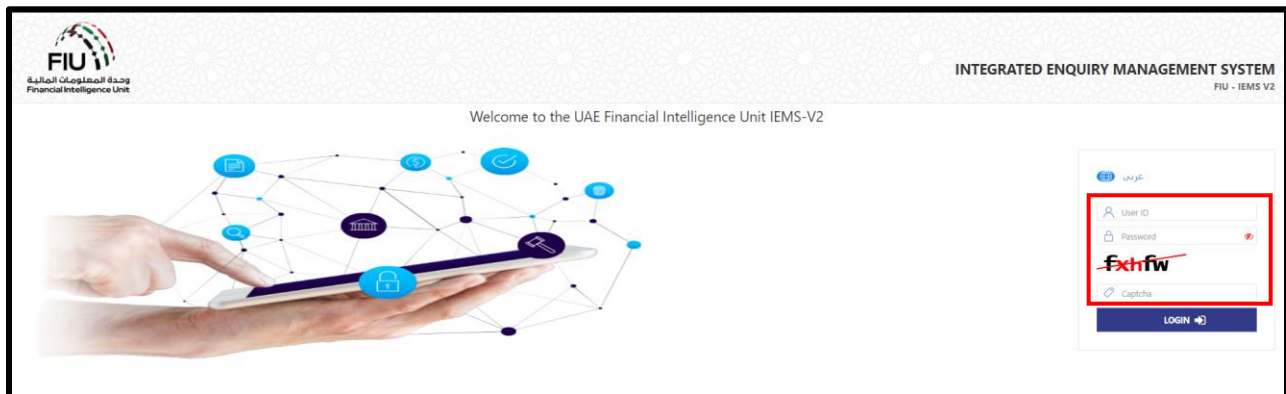 FIU
وحدة المعلومات المالية
Financial Intelligence Unit
INTEGRATED ENQUIRY MANAGEMENT SYSTEM
FIU - IEMS V2
Welcome to the UAE Financial Intelligence Unit IEMS-V2
عربى
User ID
Password
fxhfw
Captcha
LOGIN